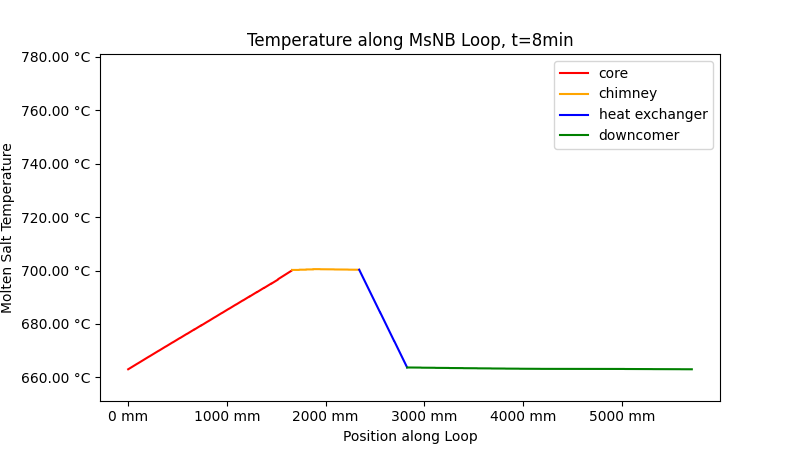 Temperature along MsNB Loop, t=8min
780.00 °C
760.00 °C
740.00 °C
720.00 °C
700.00 °C
680.00 °C
660.00 °C
Molten Salt Temperature
core
chimney
heat exchanger
downcomer
0 mm
1000 mm
2000 mm
3000 mm
4000 mm
5000 mm
Position along Loop